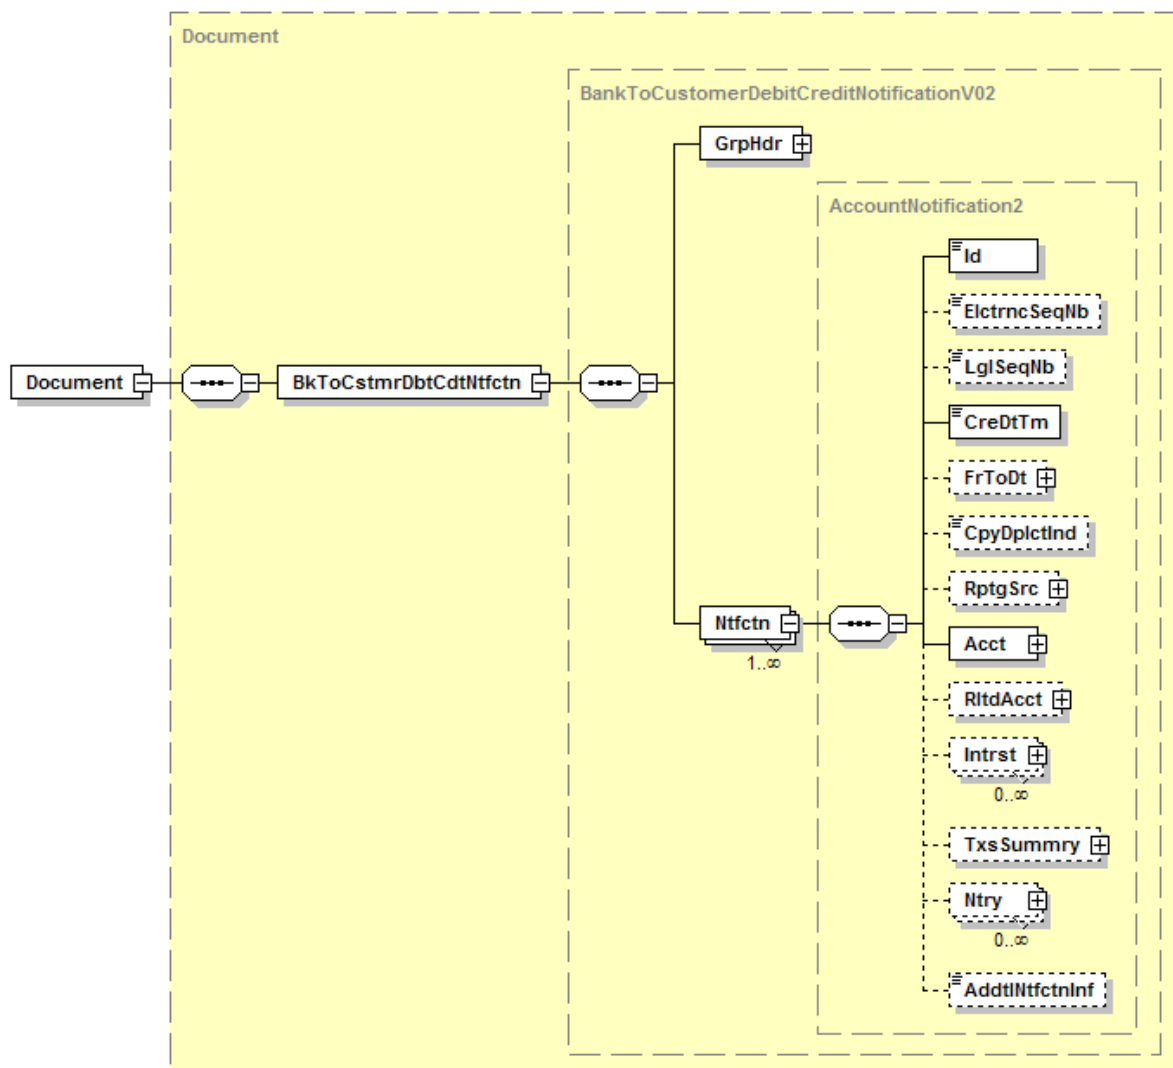 Document
BankToCustomerDebitCreditNotificationV02
GrpHdr
AccountNotification2
Id
ElctrncSeqNb
LglSeqNb
Document
BkToCstmrDbtCdtNtfctn
CreDtTm
FrToDt
CpyDplctInd
RptgSrc
Ntfctn
1..∞
Acct
RltdAcct
Intrst
0..∞
TxsSummry
Ntry
0..∞
AddtlNtfctnInf